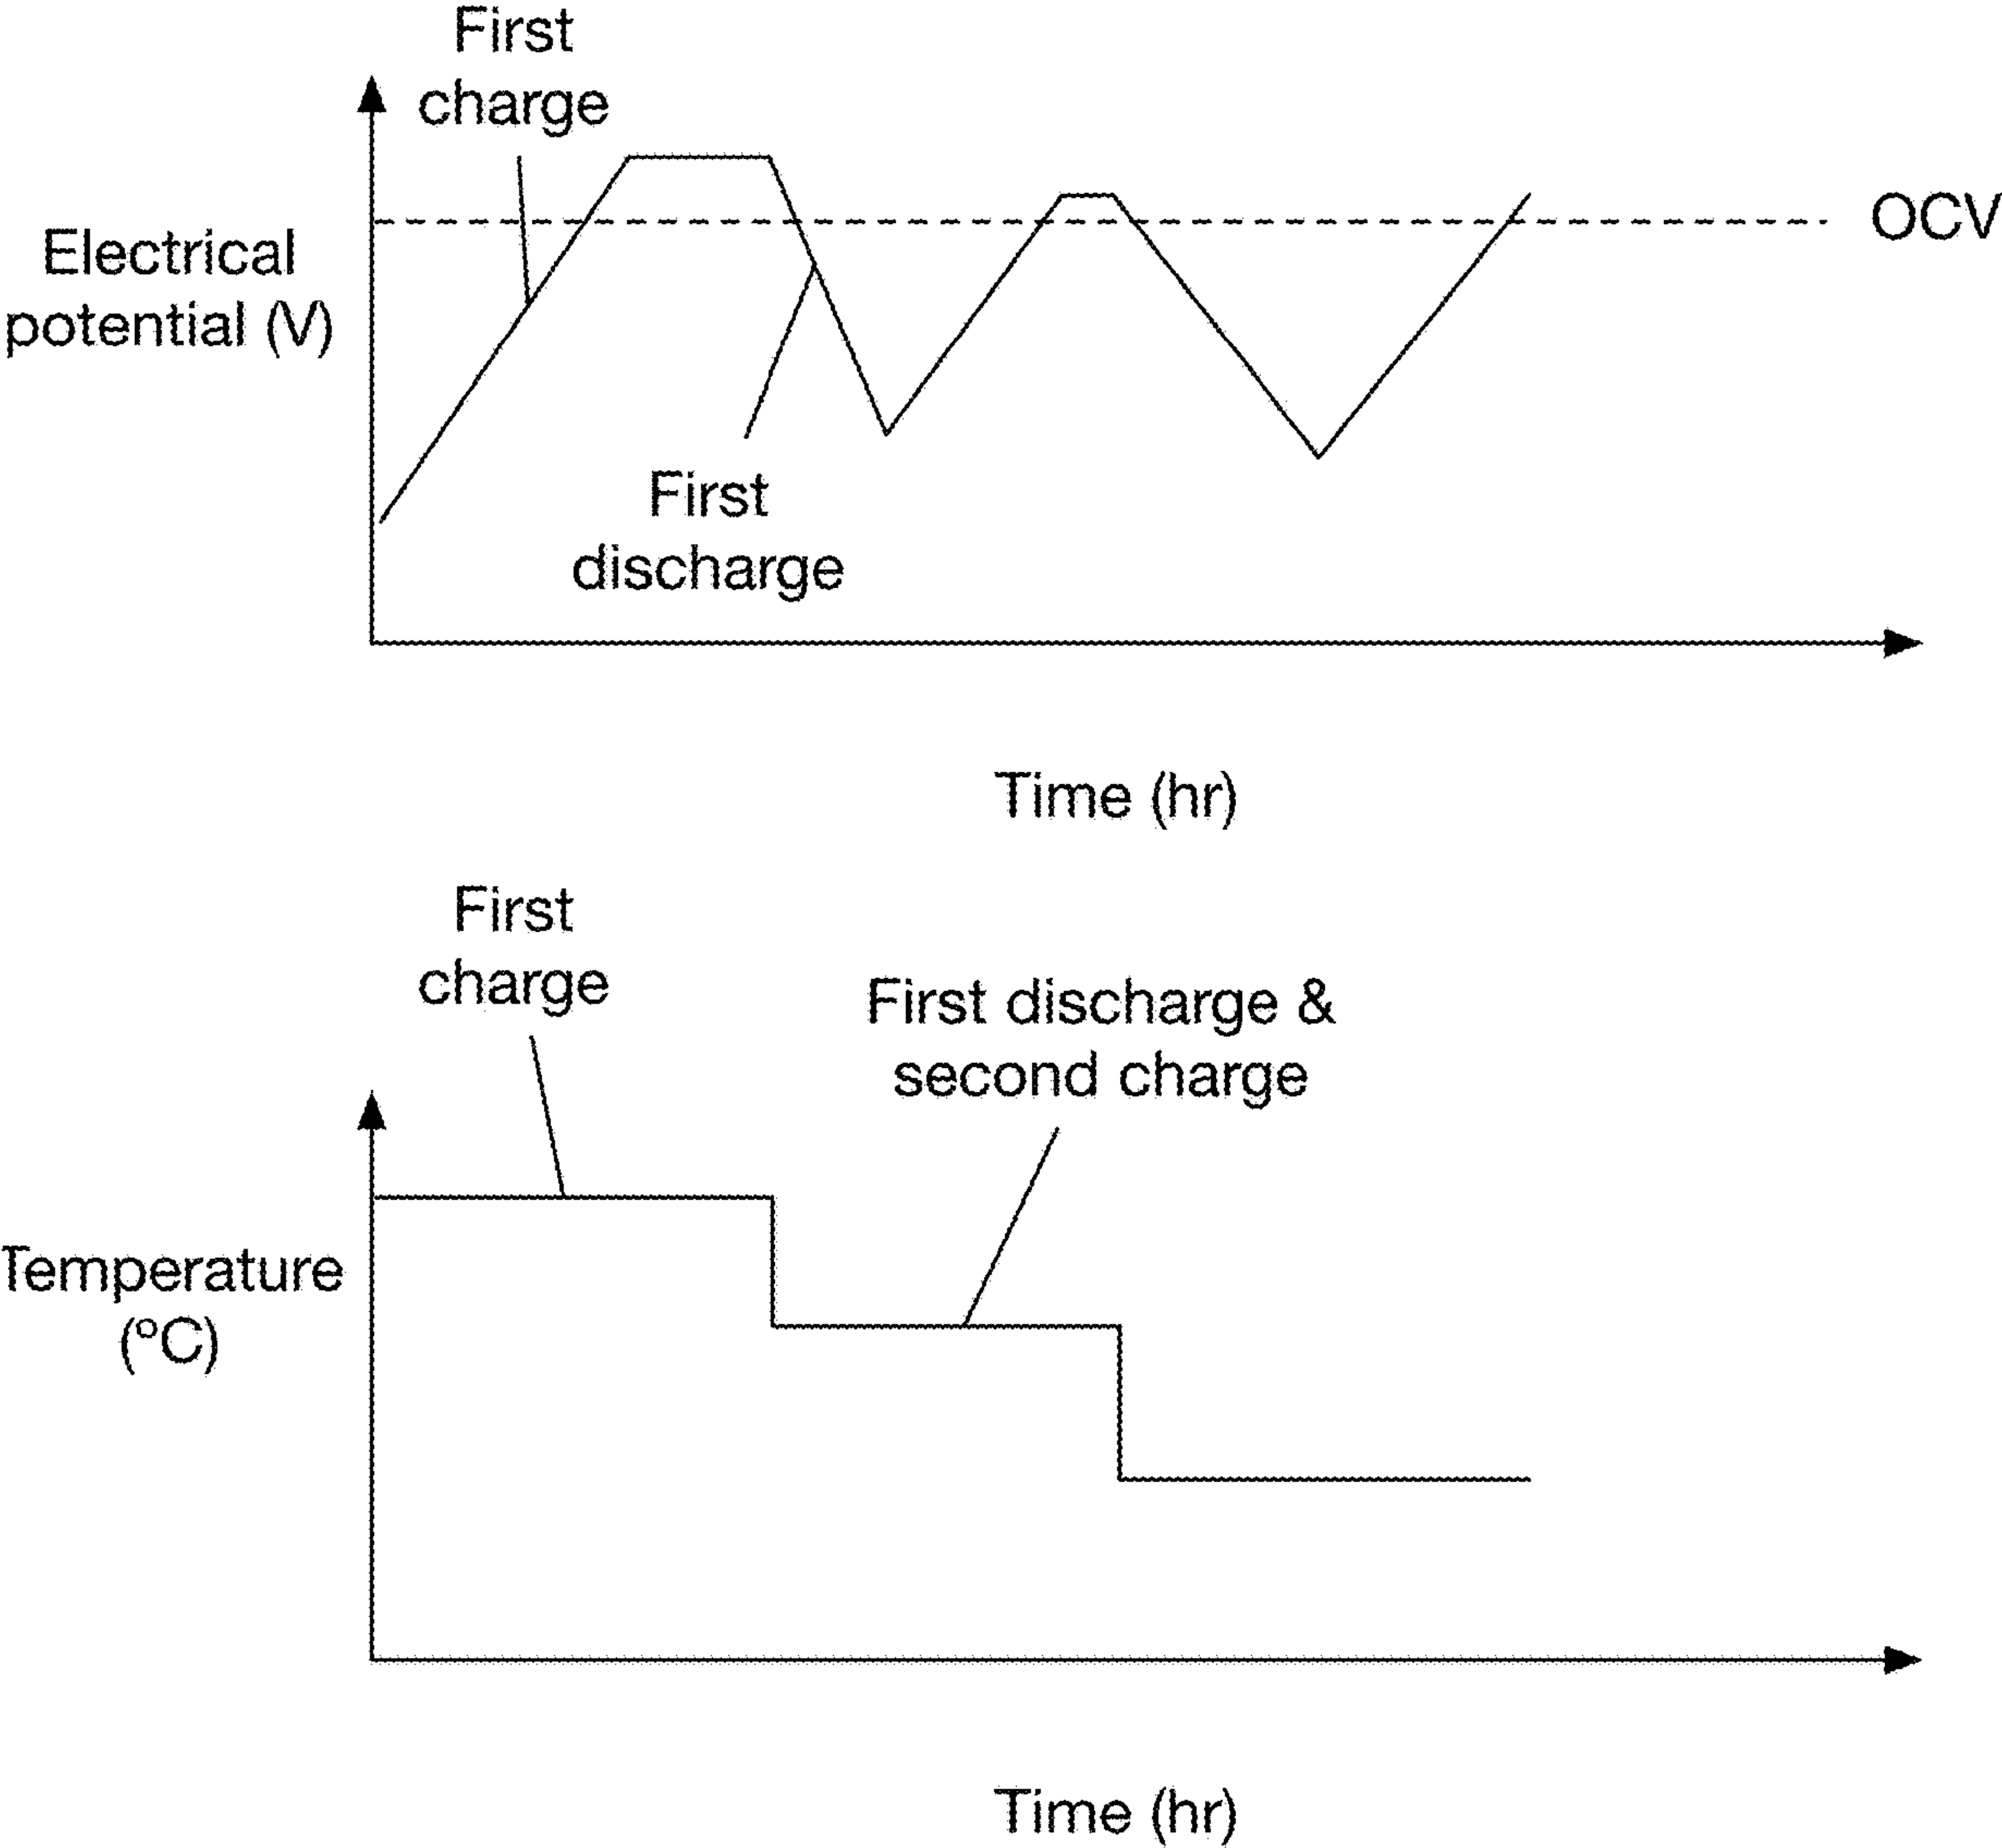 First
charge
Electrical
potential (V)
OCV
First
discharge
Time (hr)
First
charge
First discharge &
second charge
Temperature
(°C)
Time (hr)